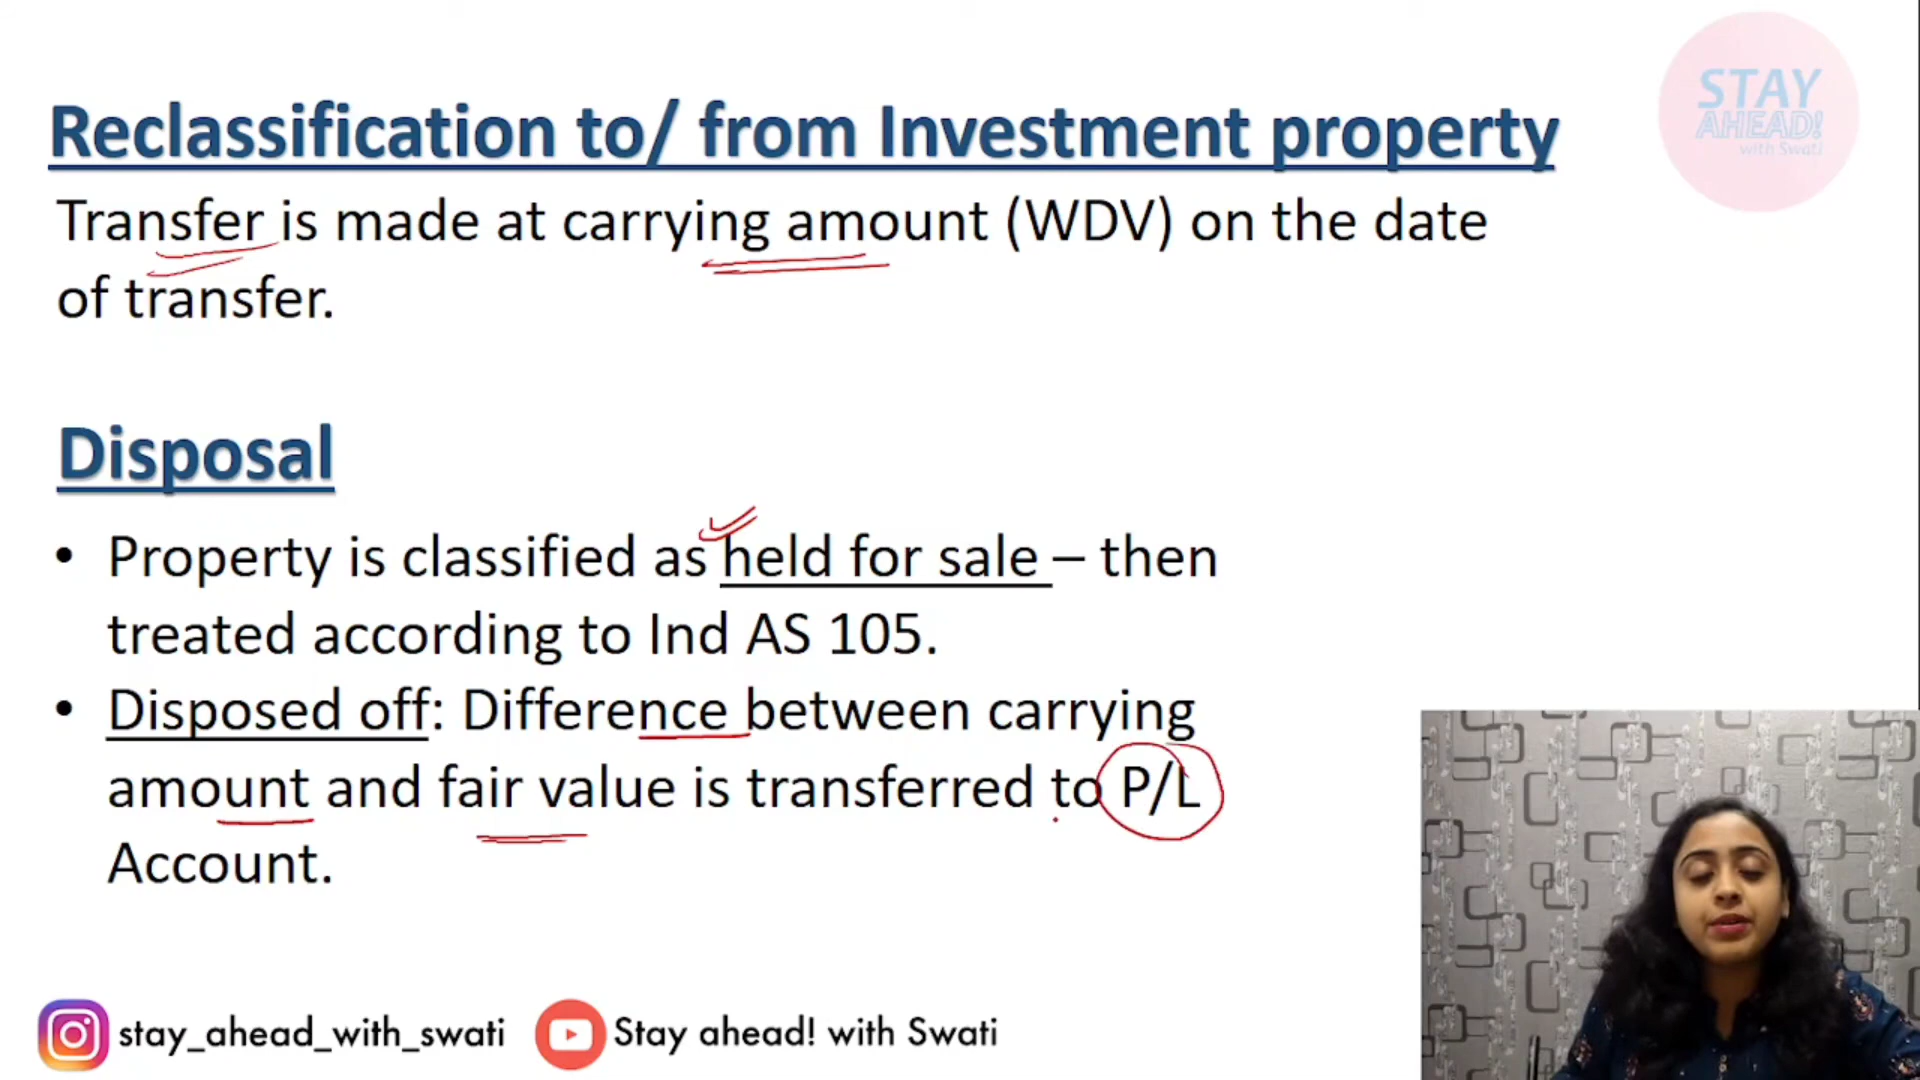 STAY
AHEAD!
with Swati
Reclassification to/ from Investment property
Transfer is made at carrying amount (WDV) on the date
of transfer.
Disposal
• Property is classified as held for sale – then
treated according to Ind AS 105.
• Disposed off: Difference between carrying
amount and fair value is transferred to P/L
Account.
stay_ahead_with_swati
Stay ahead! with Swati